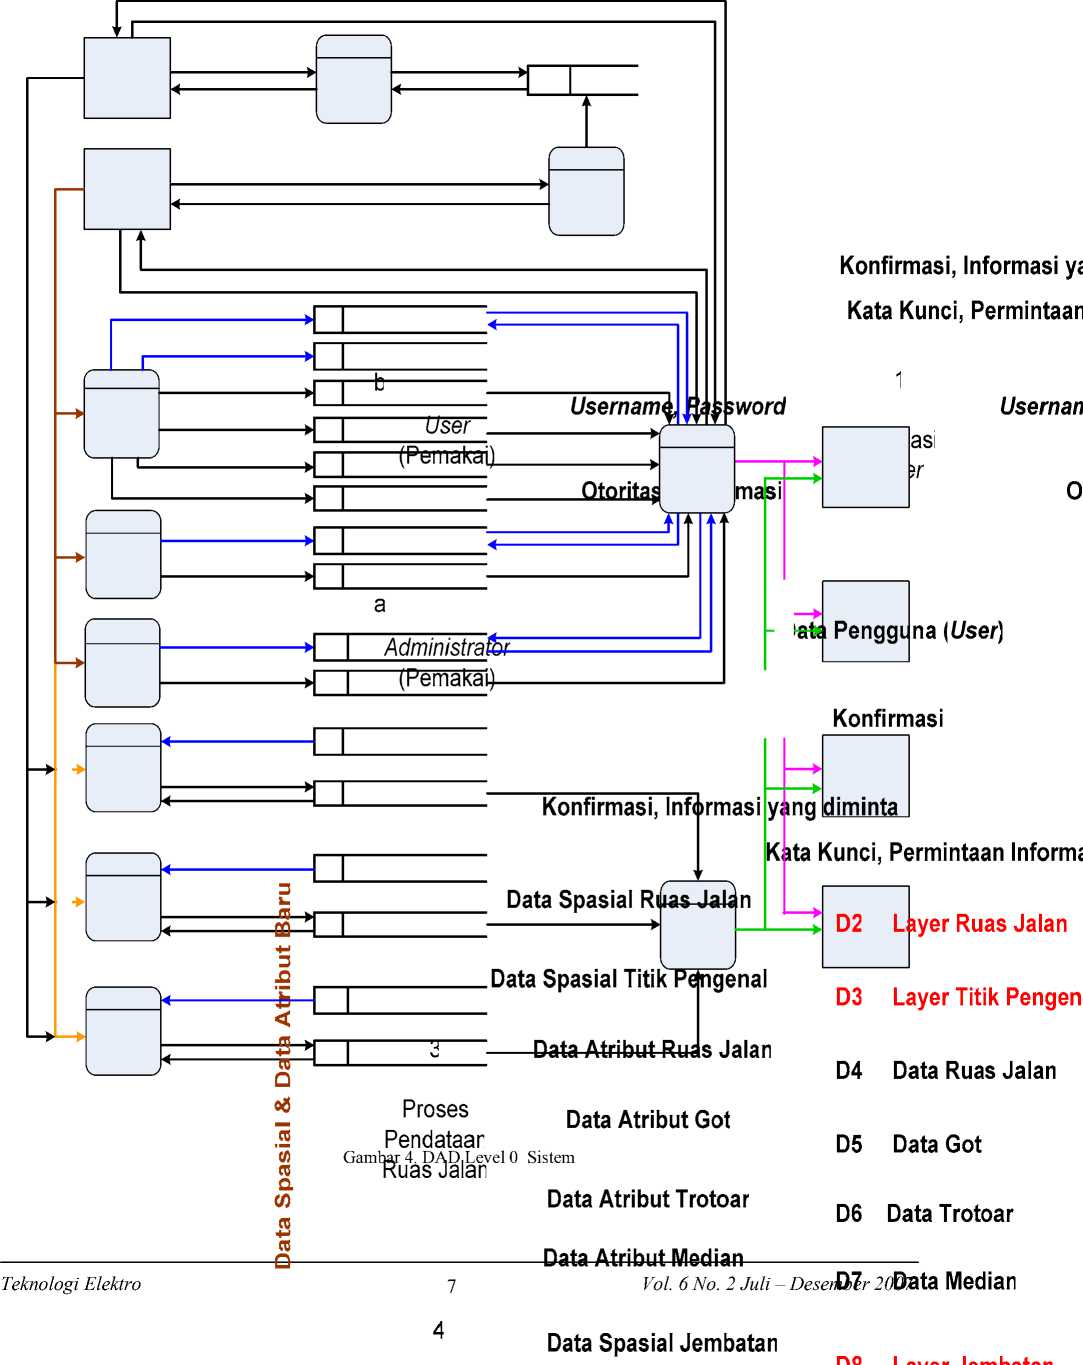 Konfirmasi, Informasi ya
Kata Kunci, Permintaan
1
b
Username, Password
Usernam
User
(Pemakai)
asi
er
Otoritas
masi
O
a
Data Pengguna (User)
Administrator
(Pemakai)
Konfirmasi
Konfirmasi, Informasi yang diminta
Kata Kunci, Permintaan Informa
Data Spasial & Data Atribut Baru
Data Spasial Ruas Jalan
D2 Layer Ruas Jalan
Data Spasial Titik Pengenal
D3 Layer Titik Pengen
3
Data Atribut Ruas Jalan
D4 Data Ruas Jalan
Proses
Pendataan
Ruas Jalan
Data Atribut Got
D5 Data Got
Gambar 4. DAD Level 0 Sistem
Data Atribut Trotoar
D6 Data Trotoar
Data Atribut Median
D7 Data Median
Teknologi Elektro
7
Vol. 6 No. 2 Juli – Desember 2007
4
Data Spasial Jembatan
D8 Layer Jembatan